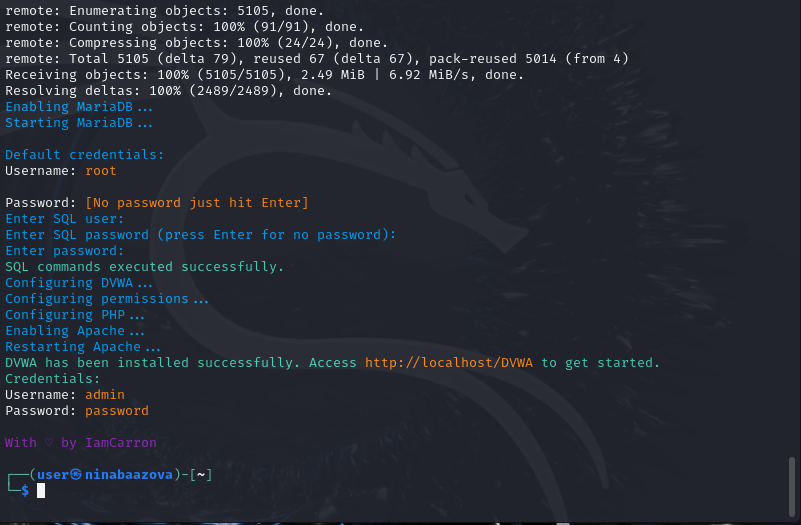 remote: Enumerating objects: 5105, done.
remote: Counting objects: 100% (91/91), done.
remote: Compressing objects: 100% (24/24), done.
remote: Total 5105 (delta 79), reused 67 (delta 67), pack-reused 5014 (from 4)
Receiving objects: 100% (5105/5105), 2.49 MiB | 6.92 MiB/s, done.
Resolving deltas: 100% (2489/2489), done.
Enabling MariaDB...
Starting MariaDB...
Default credentials:
Username: root
Password: [No password just hit Enter]
Enter SQL user:
Enter SQL password (press Enter for no password):
Enter password:
SQL commands executed successfully.
Configuring DVWA...
Configuring permissions...
Configuring PHP...
Enabling Apache...
Restarting Apache...
DVWA has been installed successfully. Access http://localhost/DVWA to get started.
Credentials:
Username: admin
Password: password
With ♡ by IamCarron
┌──(user㉿ninabaazova)-[~]
└─$